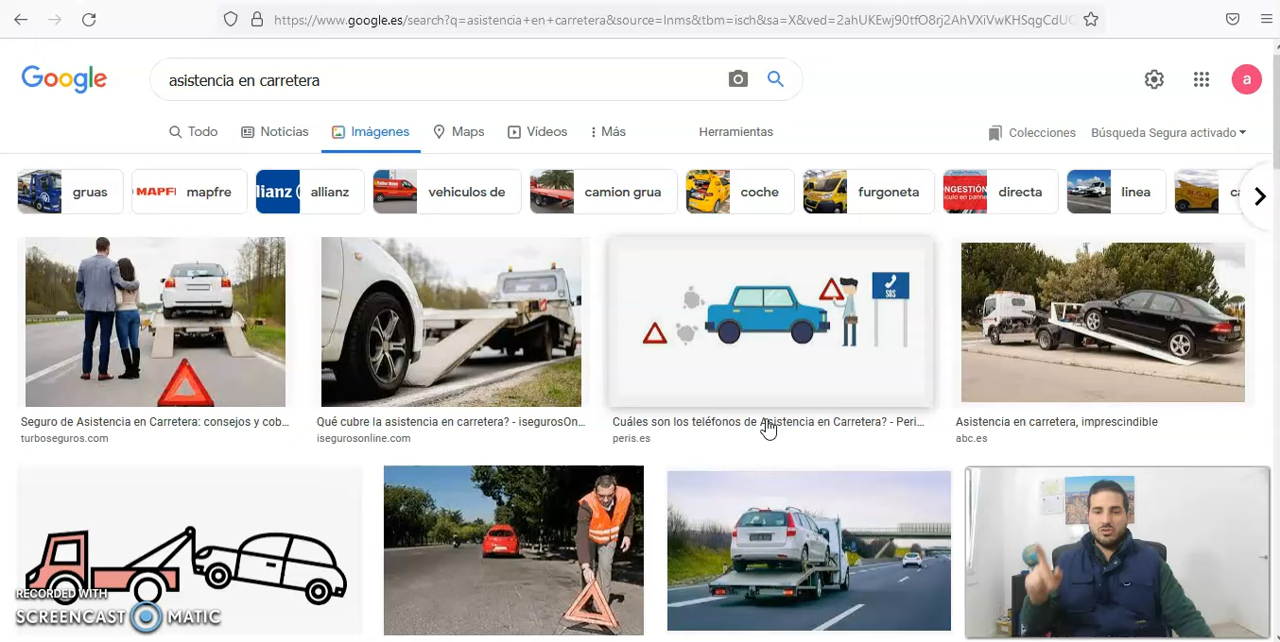 https://www.google.es/search?q=asistencia+en+carretera&source=lnms&tbm=isch&sa=X&ved=2ahUKEwj90tfO8rj2AhVXiVwKHSqgCdUC
Google
asistencia en carretera
a
Todo
Noticias
Imágenes
Maps
Vídeos
Más
Herramientas
Colecciones
Búsqueda Segura activado
gruas
MAPF
mapfre
llianz
allianz
vehiculos de
camion grua
coche
furgoneta
directa
linea
SOS
Seguro de Asistencia en Carretera: consejos y cob...
Qué cubre la asistencia en carretera? - isegurosOn...
Cuáles son los teléfonos de Asistencia en Carretera? - Peri...
Asistencia en carretera, imprescindible
turboseguros.com
isegurosonline.com
peris.es
abc.es
RECORDED WITH
SCREENCAST MATIC